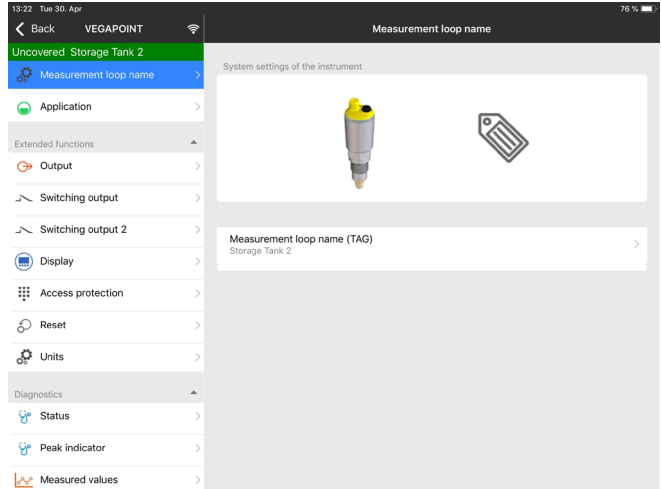 13:22 Tue 30. Apr
76 %
Back VEGAPOINT
Measurement loop name
Uncovered Storage Tank 2
Measurement loop name
Application
Extended functions
Output
Switching output
Switching output 2
Display
Access protection
Reset
Units
Diagnostics
Status
Peak indicator
Measured values
System settings of the instrument
Measurement loop name (TAG)
Storage Tank 2